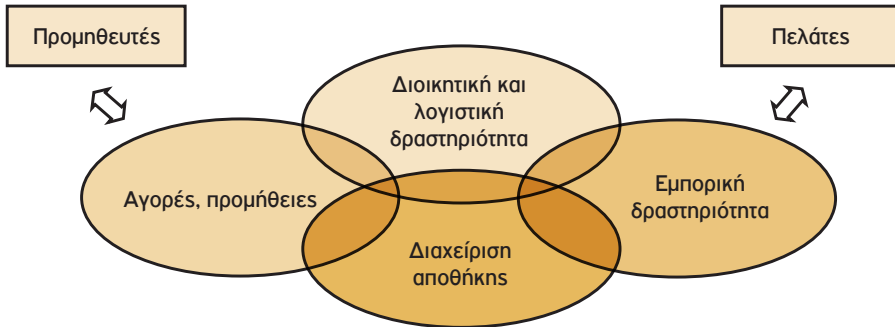 Προμηθευτές
Πελάτες
Διοικητική και
λογιστική
δραστηριότητα
Αγορές, προμήθειες
Εμπορική
δραστηριότητα
Διαχείριση
αποθήκης